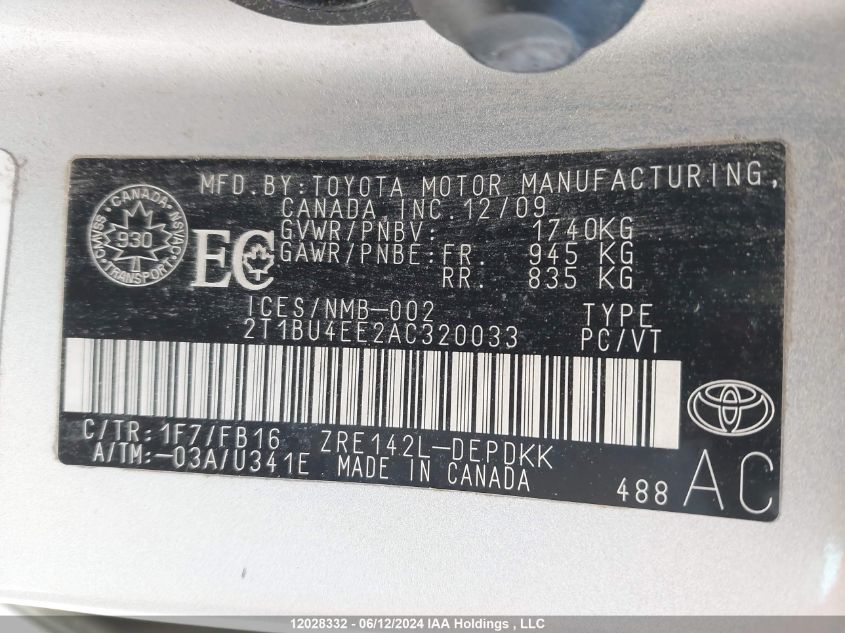 MFD.BY:TOYOTA MOTOR MANUFACTURING,
CANADA INC.12/09
GVWR/PNBV: 1740KG
GAWR/PNBE:FR. 945 KG
RR. 835 KG
CANADA
930
TRANSPORT
EC
ICES/NMB-002 TYPE
2T1BU4EE2AC320033 PC/VT
C/TR:1F7/FB16 ZRE142L-DEPDKK
A/TM:-03A/U341E MADE IN CANADA
488 AC
12028332 - 06/12/2024 IAA Holdings , LLC